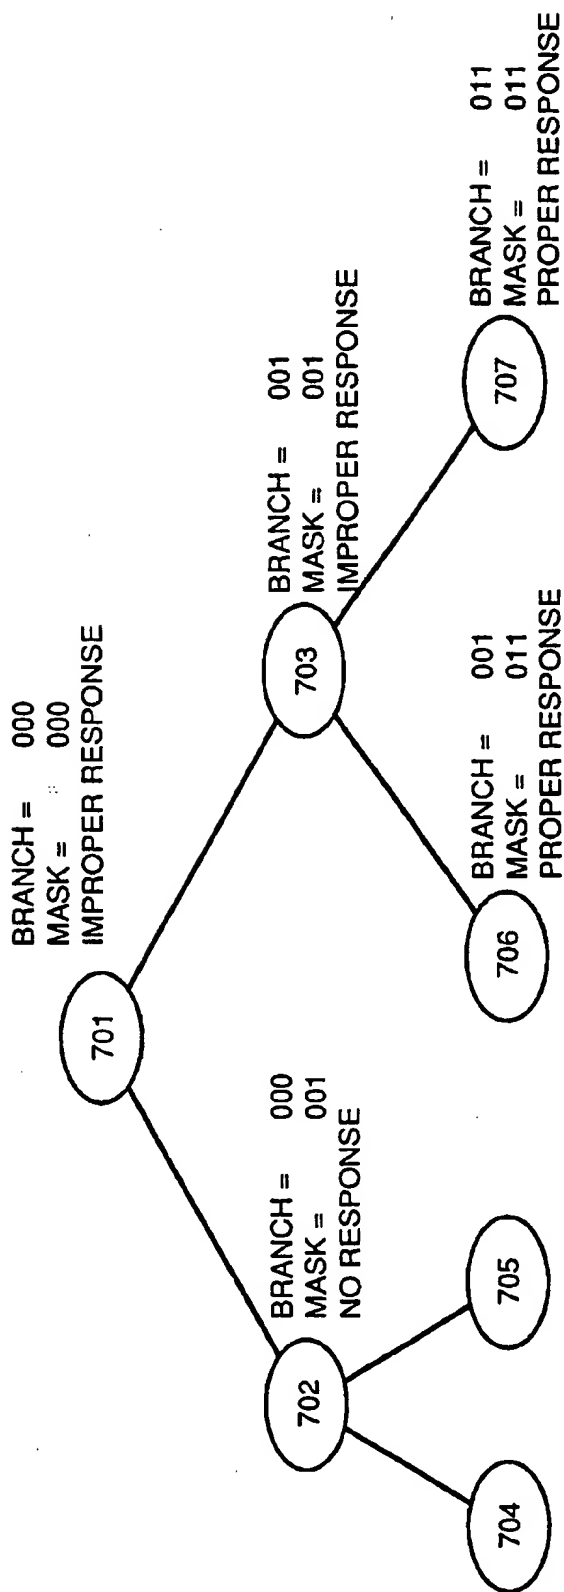 BRANCH = 000
MASK = 000
IMPROPER RESPONSE
701
BRANCH = 000
MASK = 001
NO RESPONSE
702
BRANCH = 001
MASK = 001
IMPROPER RESPONSE
703
704
705
BRANCH = 001
MASK = 011
PROPER RESPONSE
706
BRANCH = 011
MASK = 011
PROPER RESPONSE
707